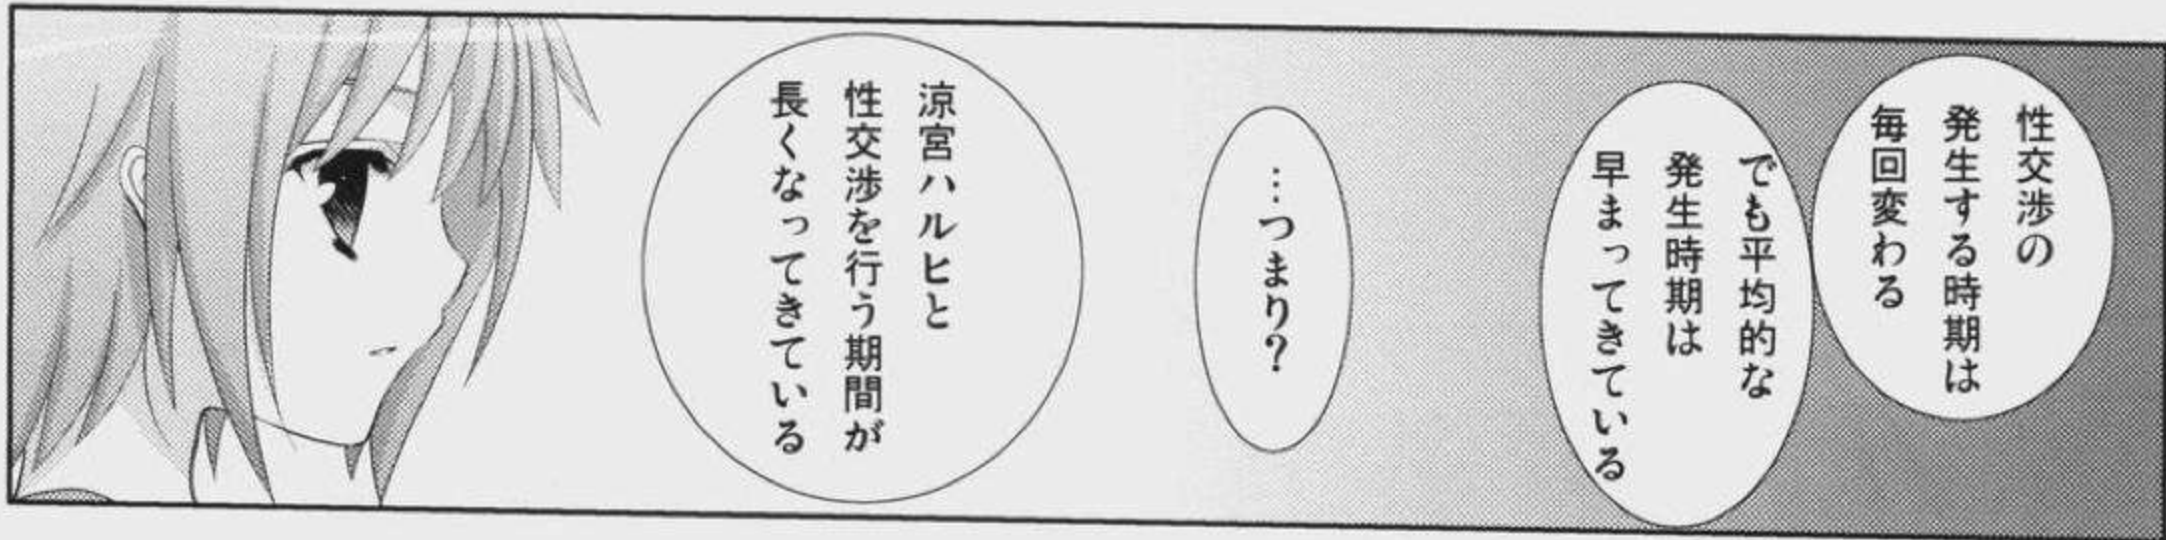 性交渉の
発生する時期は
毎回変わる
でも平均的な
発生時期は
早まってきている
…つまり？
涼宮ハルヒと
性交渉を行う期間が
長くなってきている